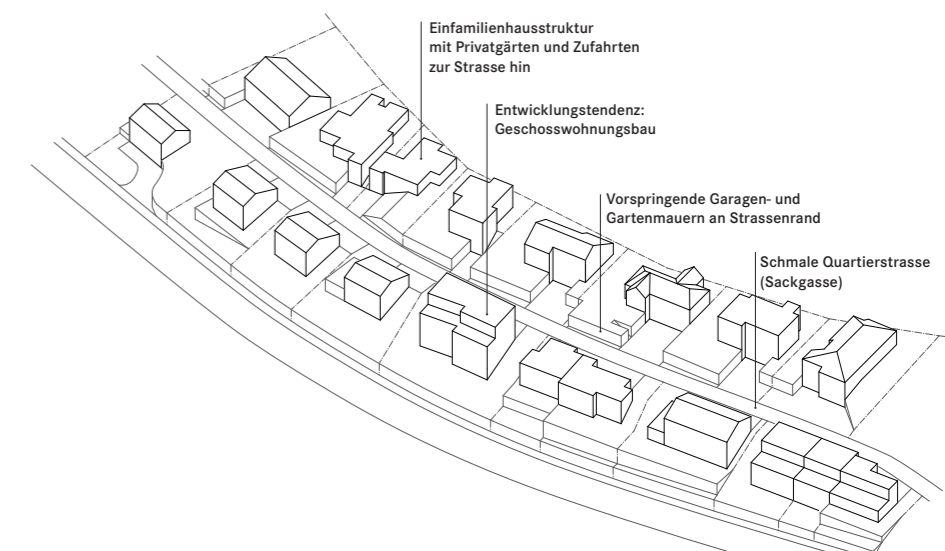 Einfamilienhausstruktur
mit Privatgärten und Zufahrten
zur Strasse hin
Entwicklungstendenz:
Geschosswohnungsbau
Vorspringende Garagen- und
Gartenmauern an Strassenrand
Schmale Quartierstrasse
(Sackgasse)